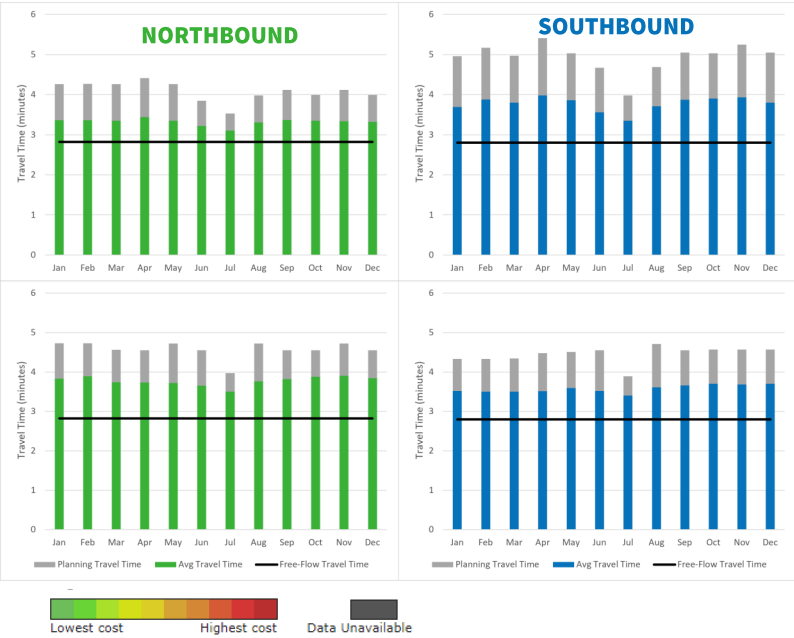 NORTHBOUND
6
5
4
3
2
1
0
Travel Time (minutes)
Jan Feb Mar Apr May Jun Jul Aug Sep Oct Nov Dec
SOUTHBOUND
6
5
4
3
2
1
0
Travel Time (minutes)
Jan Feb Mar Apr May Jun Jul Aug Sep Oct Nov Dec
6
5
4
3
2
1
0
Travel Time (minutes)
Jan Feb Mar Apr May Jun Jul Aug Sep Oct Nov Dec
Planning Travel Time Avg Travel Time Free-Flow Travel Time
6
5
4
3
2
1
0
Travel Time (minutes)
Jan Feb Mar Apr May Jun Jul Aug Sep Oct Nov Dec
Planning Travel Time Avg Travel Time Free-Flow Travel Time
Lowest cost Highest cost Data Unavailable